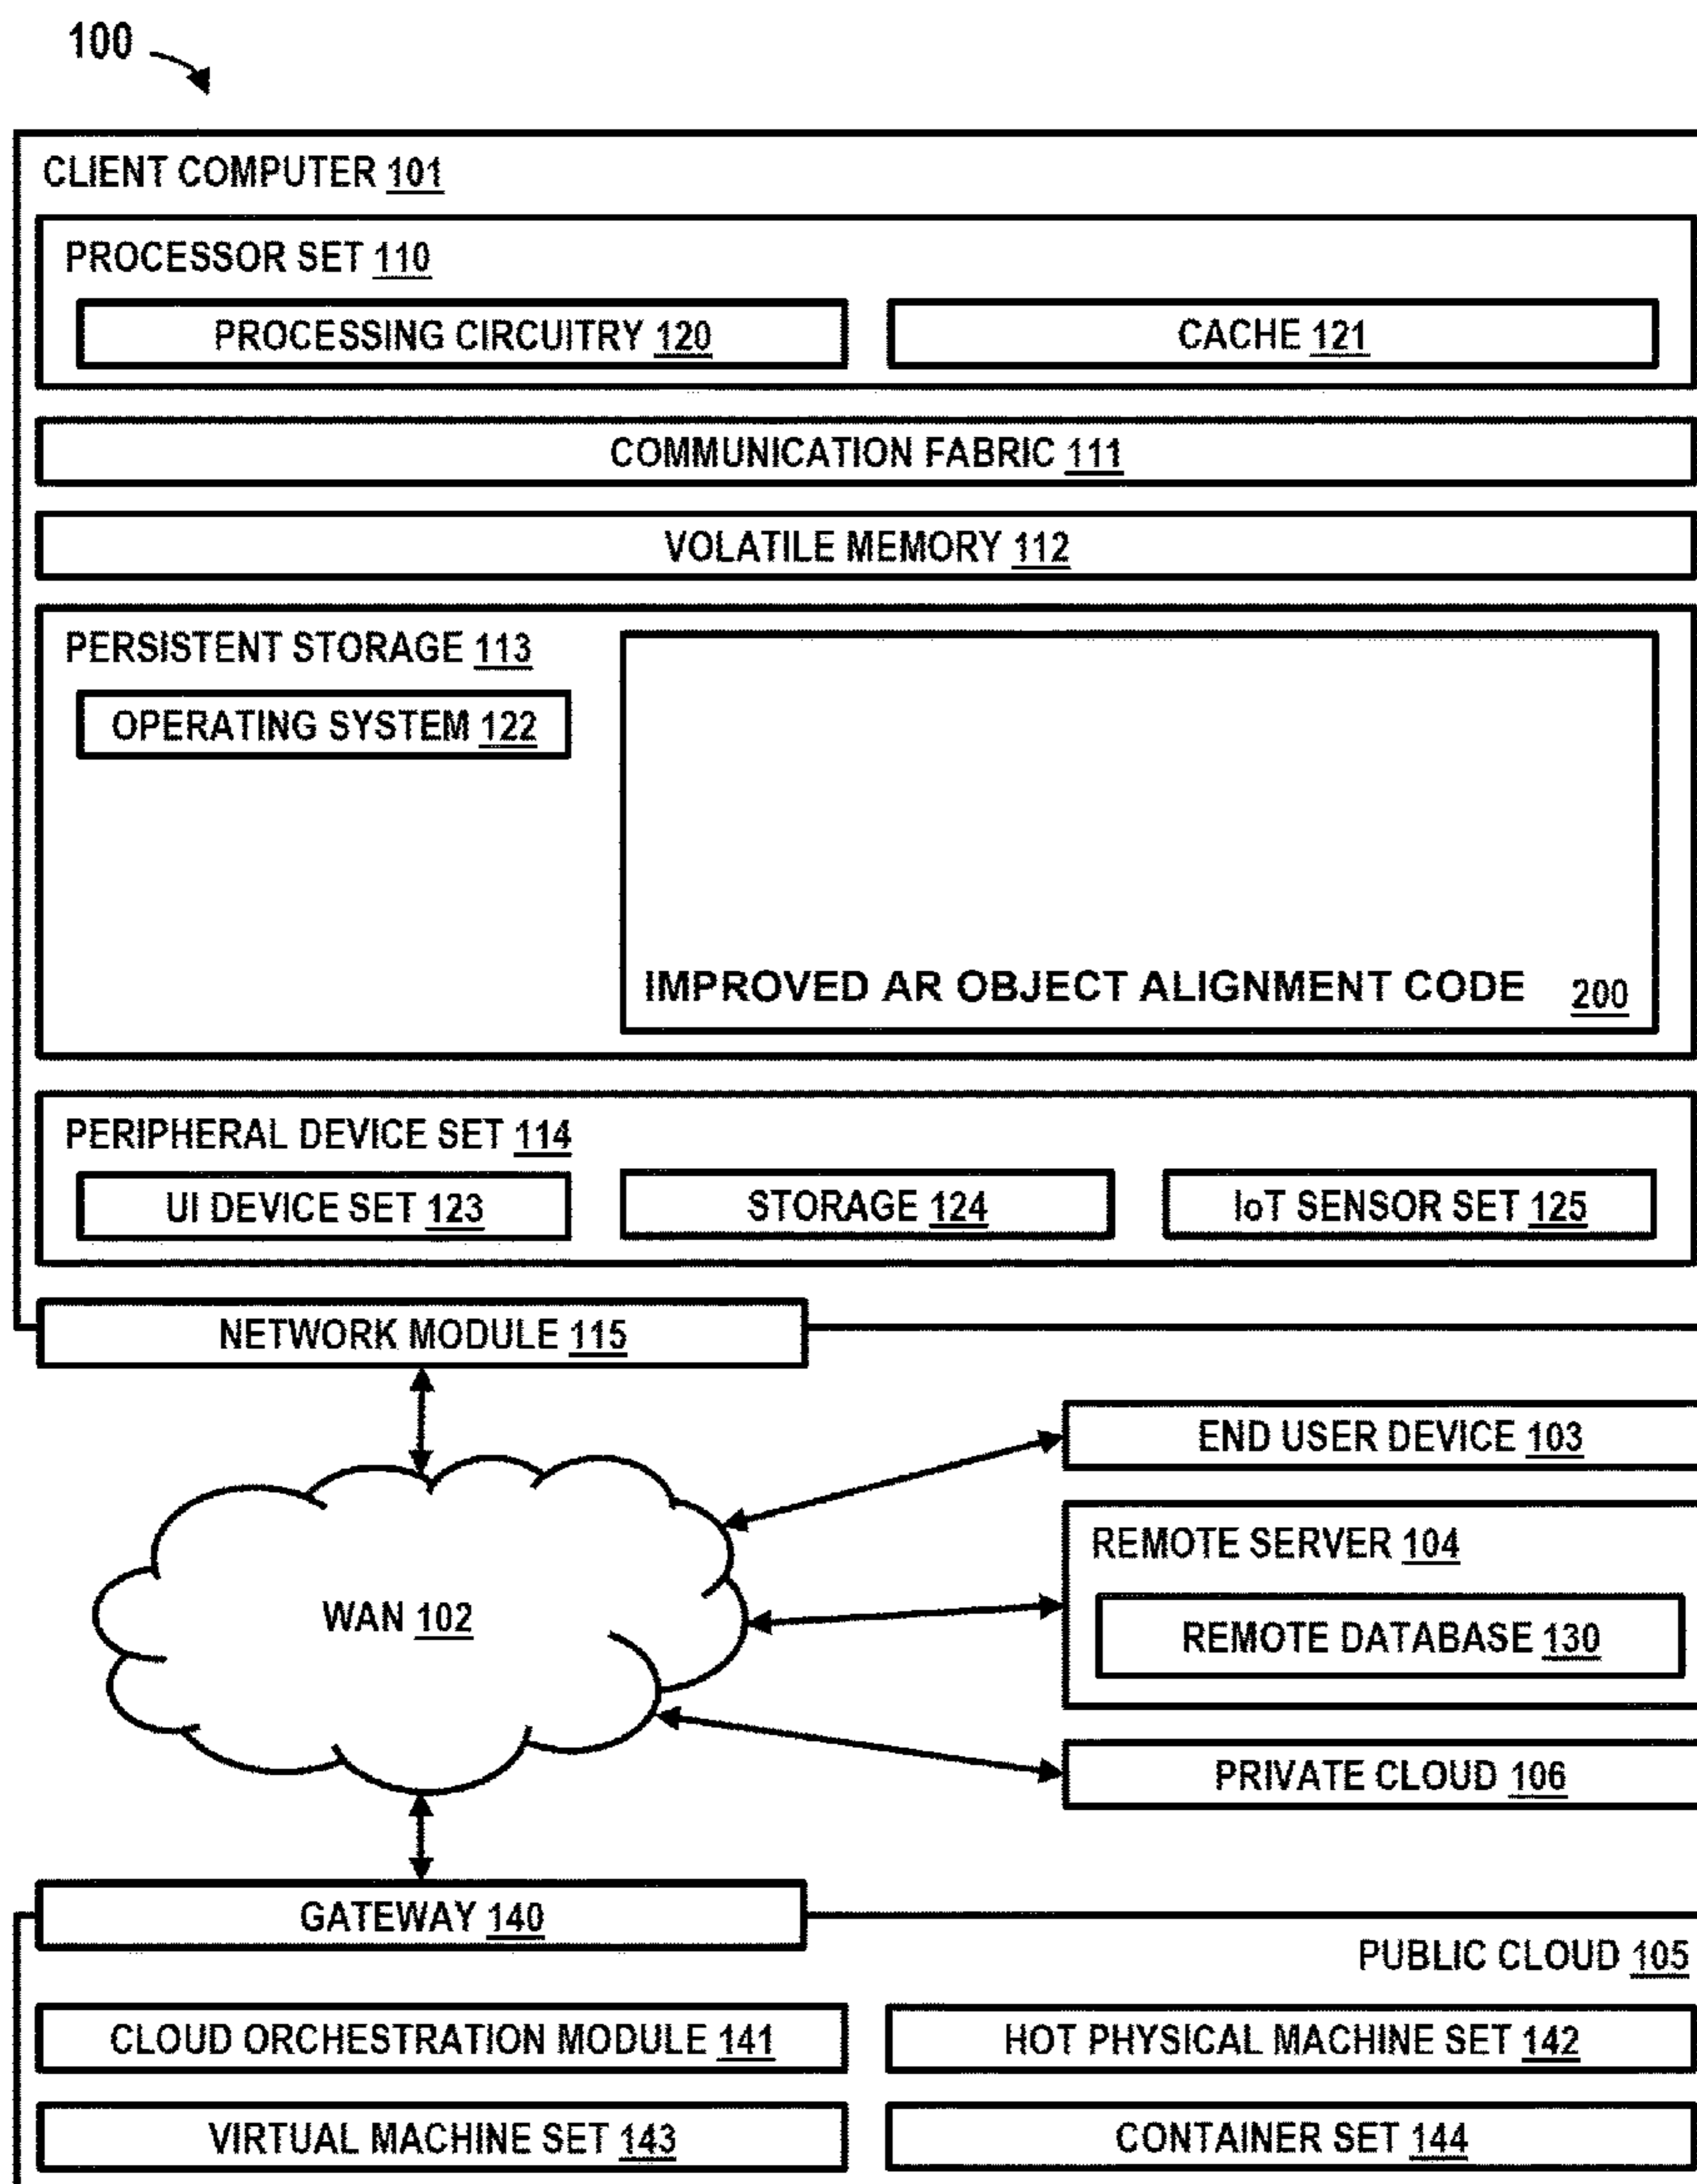 100
CLIENT COMPUTER 101
PROCESSOR SET 110
PROCESSING CIRCUITRY 120
CACHE 121
COMMUNICATION FABRIC 111
VOLATILE MEMORY 112
PERSISTENT STORAGE 113
OPERATING SYSTEM 122
IMPROVED AR OBJECT ALIGNMENT CODE 200
PERIPHERAL DEVICE SET 114
UI DEVICE SET 123
STORAGE 124
IoT SENSOR SET 125
NETWORK MODULE 115
END USER DEVICE 103
REMOTE SERVER 104
WAN 102
REMOTE DATABASE 130
PRIVATE CLOUD 106
GATEWAY 140
PUBLIC CLOUD 105
CLOUD ORCHESTRATION MODULE 141
HOT PHYSICAL MACHINE SET 142
VIRTUAL MACHINE SET 143
CONTAINER SET 144